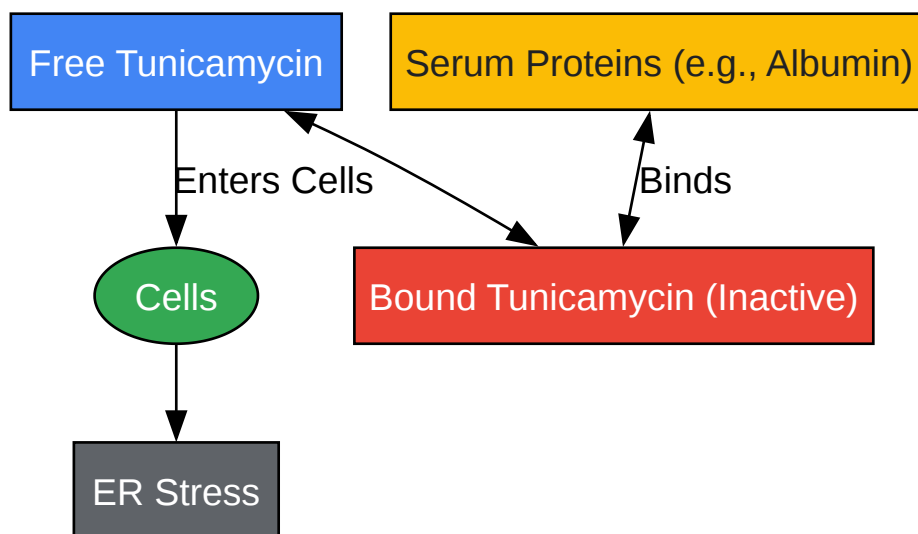 Free Tunicamycin
Serum Proteins (e.g., Albumin)
Enters Cells
Binds
Cells
Bound Tunicamycin (Inactive)
ER Stress